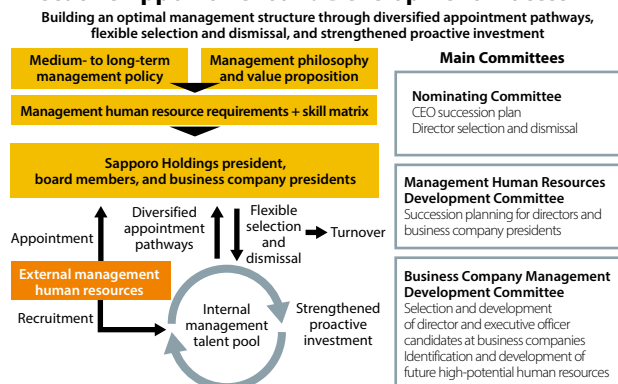 Building an optimal management structure through diversified appointment pathways,
flexible selection and dismissal, and strengthened proactive investment
Medium- to long-term
management policy
Management philosophy
and value proposition
Management human resource requirements + skill matrix
Sapporo Holdings president,
board members, and business company presidents
Appointment
Diversified
appointment
pathways
Flexible
selection
and
dismissal
Turnover
External management
human resources
Recruitment
Internal
management
talent pool
Strengthened
proactive
investment
Main Committees
Nominating Committee
CEO succession plan
Director selection and dismissal
Management Human Resources
Development Committee
Succession planning for directors and
business company presidents
Business Company Management
Development Committee
Selection and development
of director and executive officer
candidates at business companies
Identification and development of
future high-potential human resources